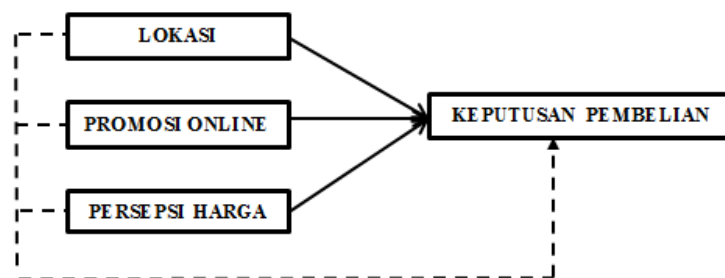 LOKASI
PROMOSI ONLINE
KEPUTUSAN PEMBELIAN
PERSEPSI HARGA